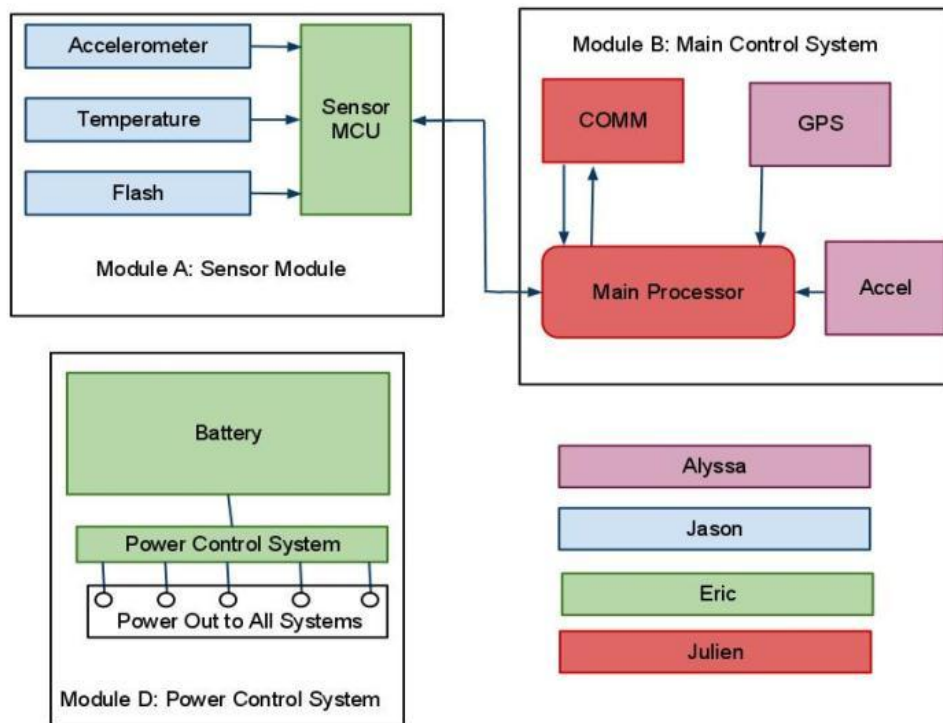 Accelerometer
Temperature
Flash
Sensor
MCU
Module A: Sensor Module
Module B: Main Control System
COMM
GPS
Main Processor
Accel
Battery
Power Control System
Power Out to All Systems
Module D: Power Control System
Alyssa
Jason
Eric
Julien